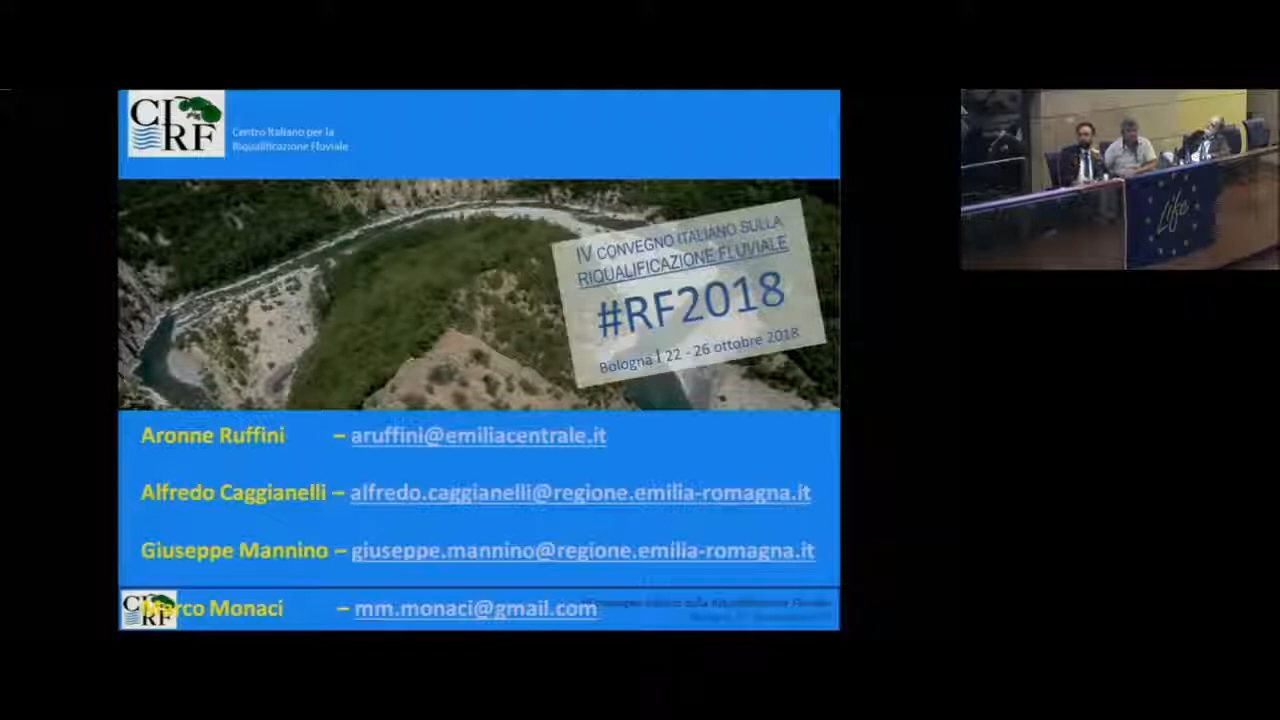 CIRF
Centro Italiano per la
Riqualificazione Fluviale
IV CONVEGNO ITALIANO SULLA
RIQUALIFICAZIONE FLUVIALE
#RF2018
Bologna | 22 - 26 ottobre 2018
Life
Aronne Ruffini – aruffini@emiliacentrale.it
Alfredo Caggianelli – alfredo.caggianelli@regione.emilia-romagna.it
Giuseppe Mannino – giuseppe.mannino@regione.emilia-romagna.it
Marco Monaci – mm.monaci@gmail.com